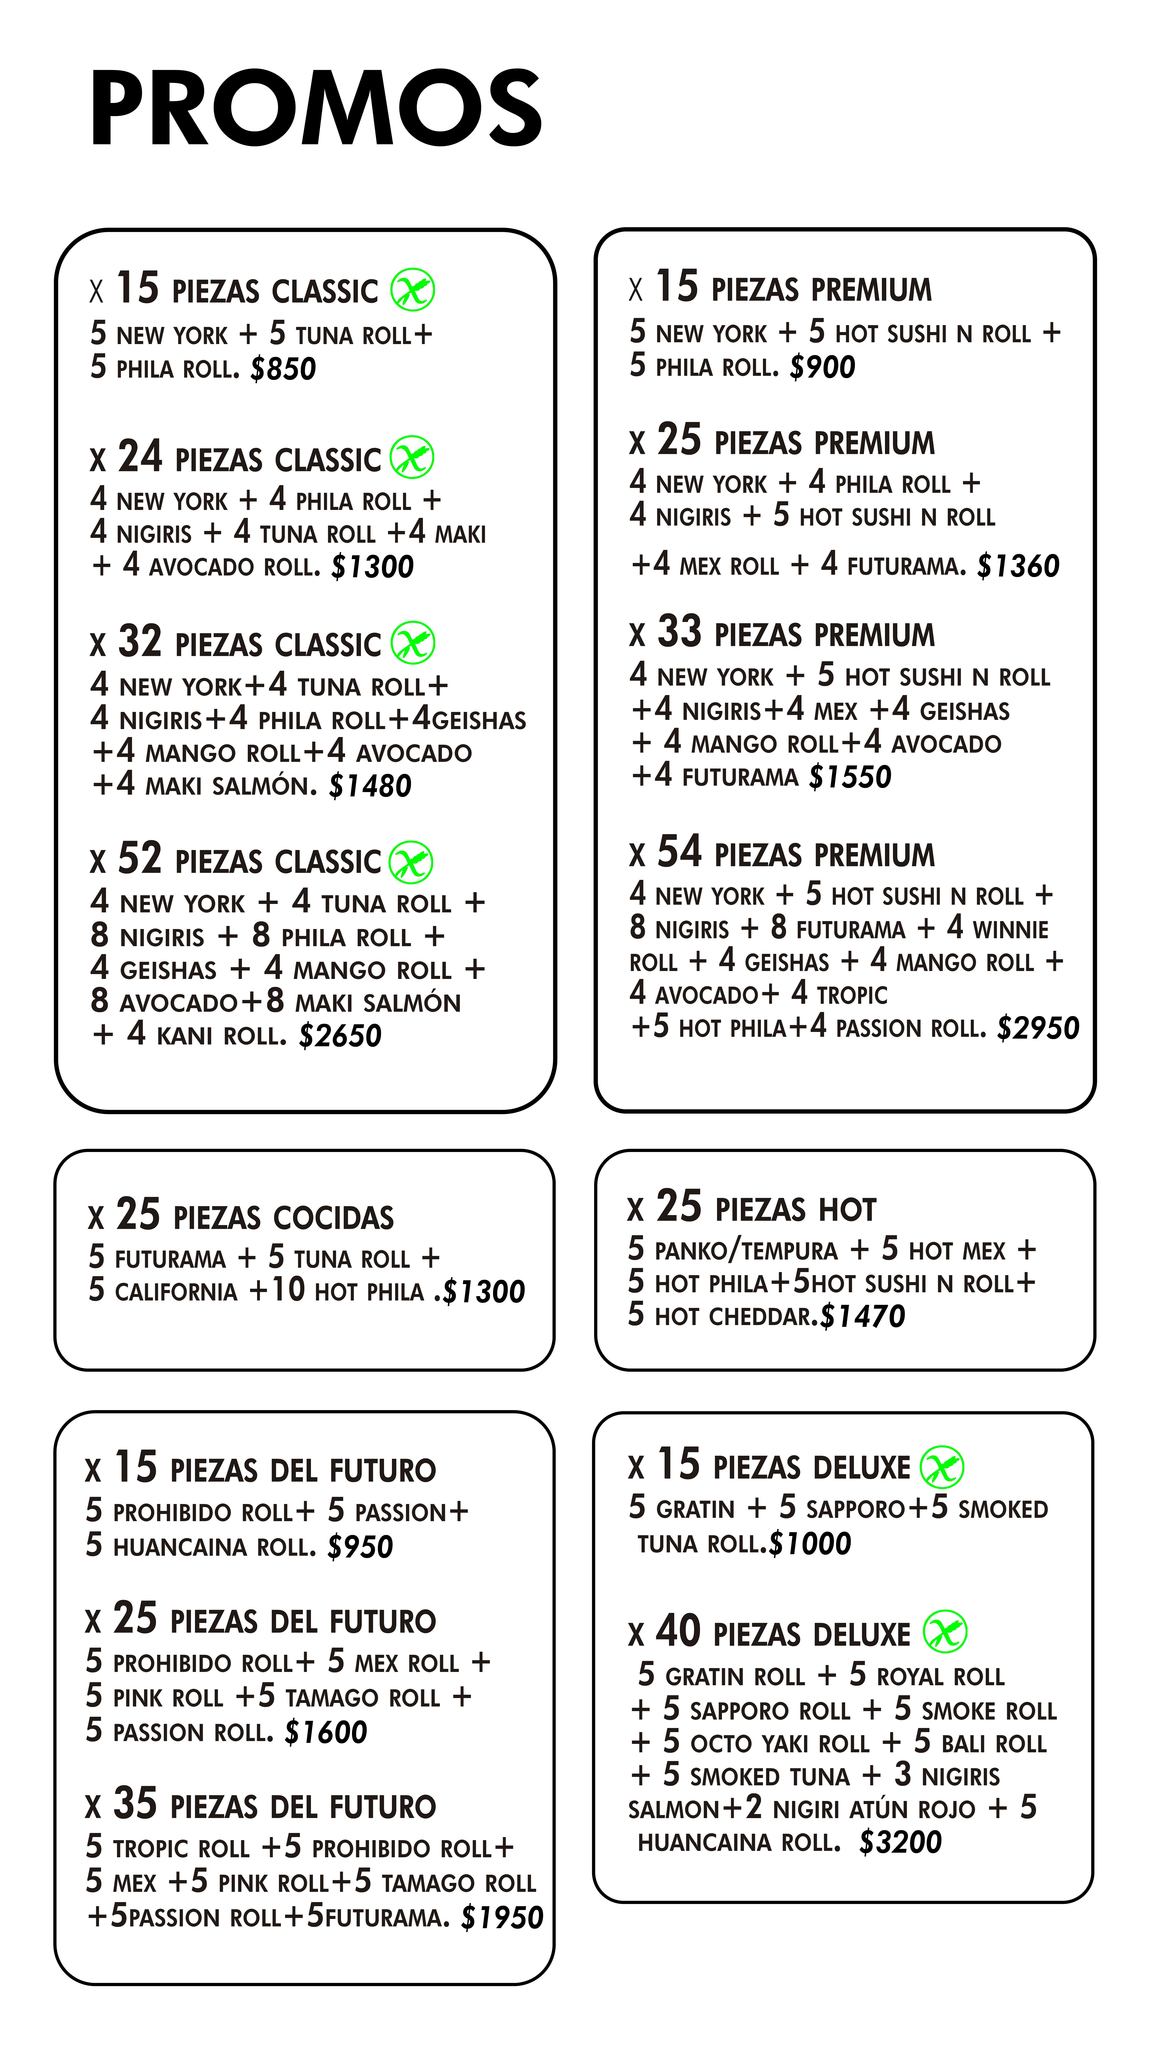 PROMOS
X 15 PIEZAS CLASSIC
5 NEW YORK + 5 TUNA ROLL+
5 PHILA ROLL. $850
X 24 PIEZAS CLASSIC
4 NEW YORK + 4 PHILA ROLL +
4 NIGIRIS + 4 TUNA ROLL +4 MAKI
+ 4 AVOCADO ROLL. $1300
X 32 PIEZAS CLASSIC
4 NEW YORK+4 TUNA ROLL+
4 NIGIRIS+4 PHILA ROLL+4GEISHAS
+4 MANGO ROLL+4 AVOCADO
+4 MAKI SALMÓN. $1480
X 52 PIEZAS CLASSIC
4 NEW YORK + 4 TUNA ROLL +
8 NIGIRIS + 8 PHILA ROLL +
4 GEISHAS + 4 MANGO ROLL +
8 AVOCADO+8 MAKI SALMÓN
+ 4 KANI ROLL. $2650
X 15 PIEZAS PREMIUM
5 NEW YORK + 5 HOT SUSHI N ROLL +
5 PHILA ROLL. $900
X 25 PIEZAS PREMIUM
4 NEW YORK + 4 PHILA ROLL +
4 NIGIRIS + 5 HOT SUSHI N ROLL
+4 MEX ROLL + 4 FUTURAMA. $1360
X 33 PIEZAS PREMIUM
4 NEW YORK + 5 HOT SUSHI N ROLL
+4 NIGIRIS+4 MEX +4 GEISHAS
+ 4 MANGO ROLL+4 AVOCADO
+4 FUTURAMA $1550
X 54 PIEZAS PREMIUM
4 NEW YORK + 5 HOT SUSHI N ROLL +
8 NIGIRIS + 8 FUTURAMA + 4 WINNIE
ROLL + 4 GEISHAS + 4 MANGO ROLL +
4 AVOCADO+ 4 TROPIC
+5 HOT PHILA+4 PASSION ROLL. $2950
X 25 PIEZAS COCIDAS
5 FUTURAMA + 5 TUNA ROLL +
5 CALIFORNIA +10 HOT PHILA .$1300
X 25 PIEZAS HOT
5 PANKO/TEMPURA + 5 HOT MEX +
5 HOT PHILA+5HOT SUSHI N ROLL+
5 HOT CHEDDAR.$1470
X 15 PIEZAS DEL FUTURO
5 PROHIBIDO ROLL+ 5 PASSION+
5 HUANCAINA ROLL. $950
X 25 PIEZAS DEL FUTURO
5 PROHIBIDO ROLL+ 5 MEX ROLL +
5 PINK ROLL +5 TAMAGO ROLL +
5 PASSION ROLL. $1600
X 35 PIEZAS DEL FUTURO
5 TROPIC ROLL +5 PROHIBIDO ROLL+
5 MEX +5 PINK ROLL+5 TAMAGO ROLL
+5PASSION ROLL+5FUTURAMA. $1950
X 15 PIEZAS DELUXE
5 GRATIN + 5 SAPPORO+5 SMOKED
TUNA ROLL.$1000
X 40 PIEZAS DELUXE
5 GRATIN ROLL + 5 ROYAL ROLL
+ 5 SAPPORO ROLL + 5 SMOKE ROLL
+ 5 OCTO YAKI ROLL + 5 BALI ROLL
+ 5 SMOKED TUNA + 3 NIGIRIS
SALMON+2 NIGIRI ATÚN ROJO + 5
HUANCAINA ROLL. $3200